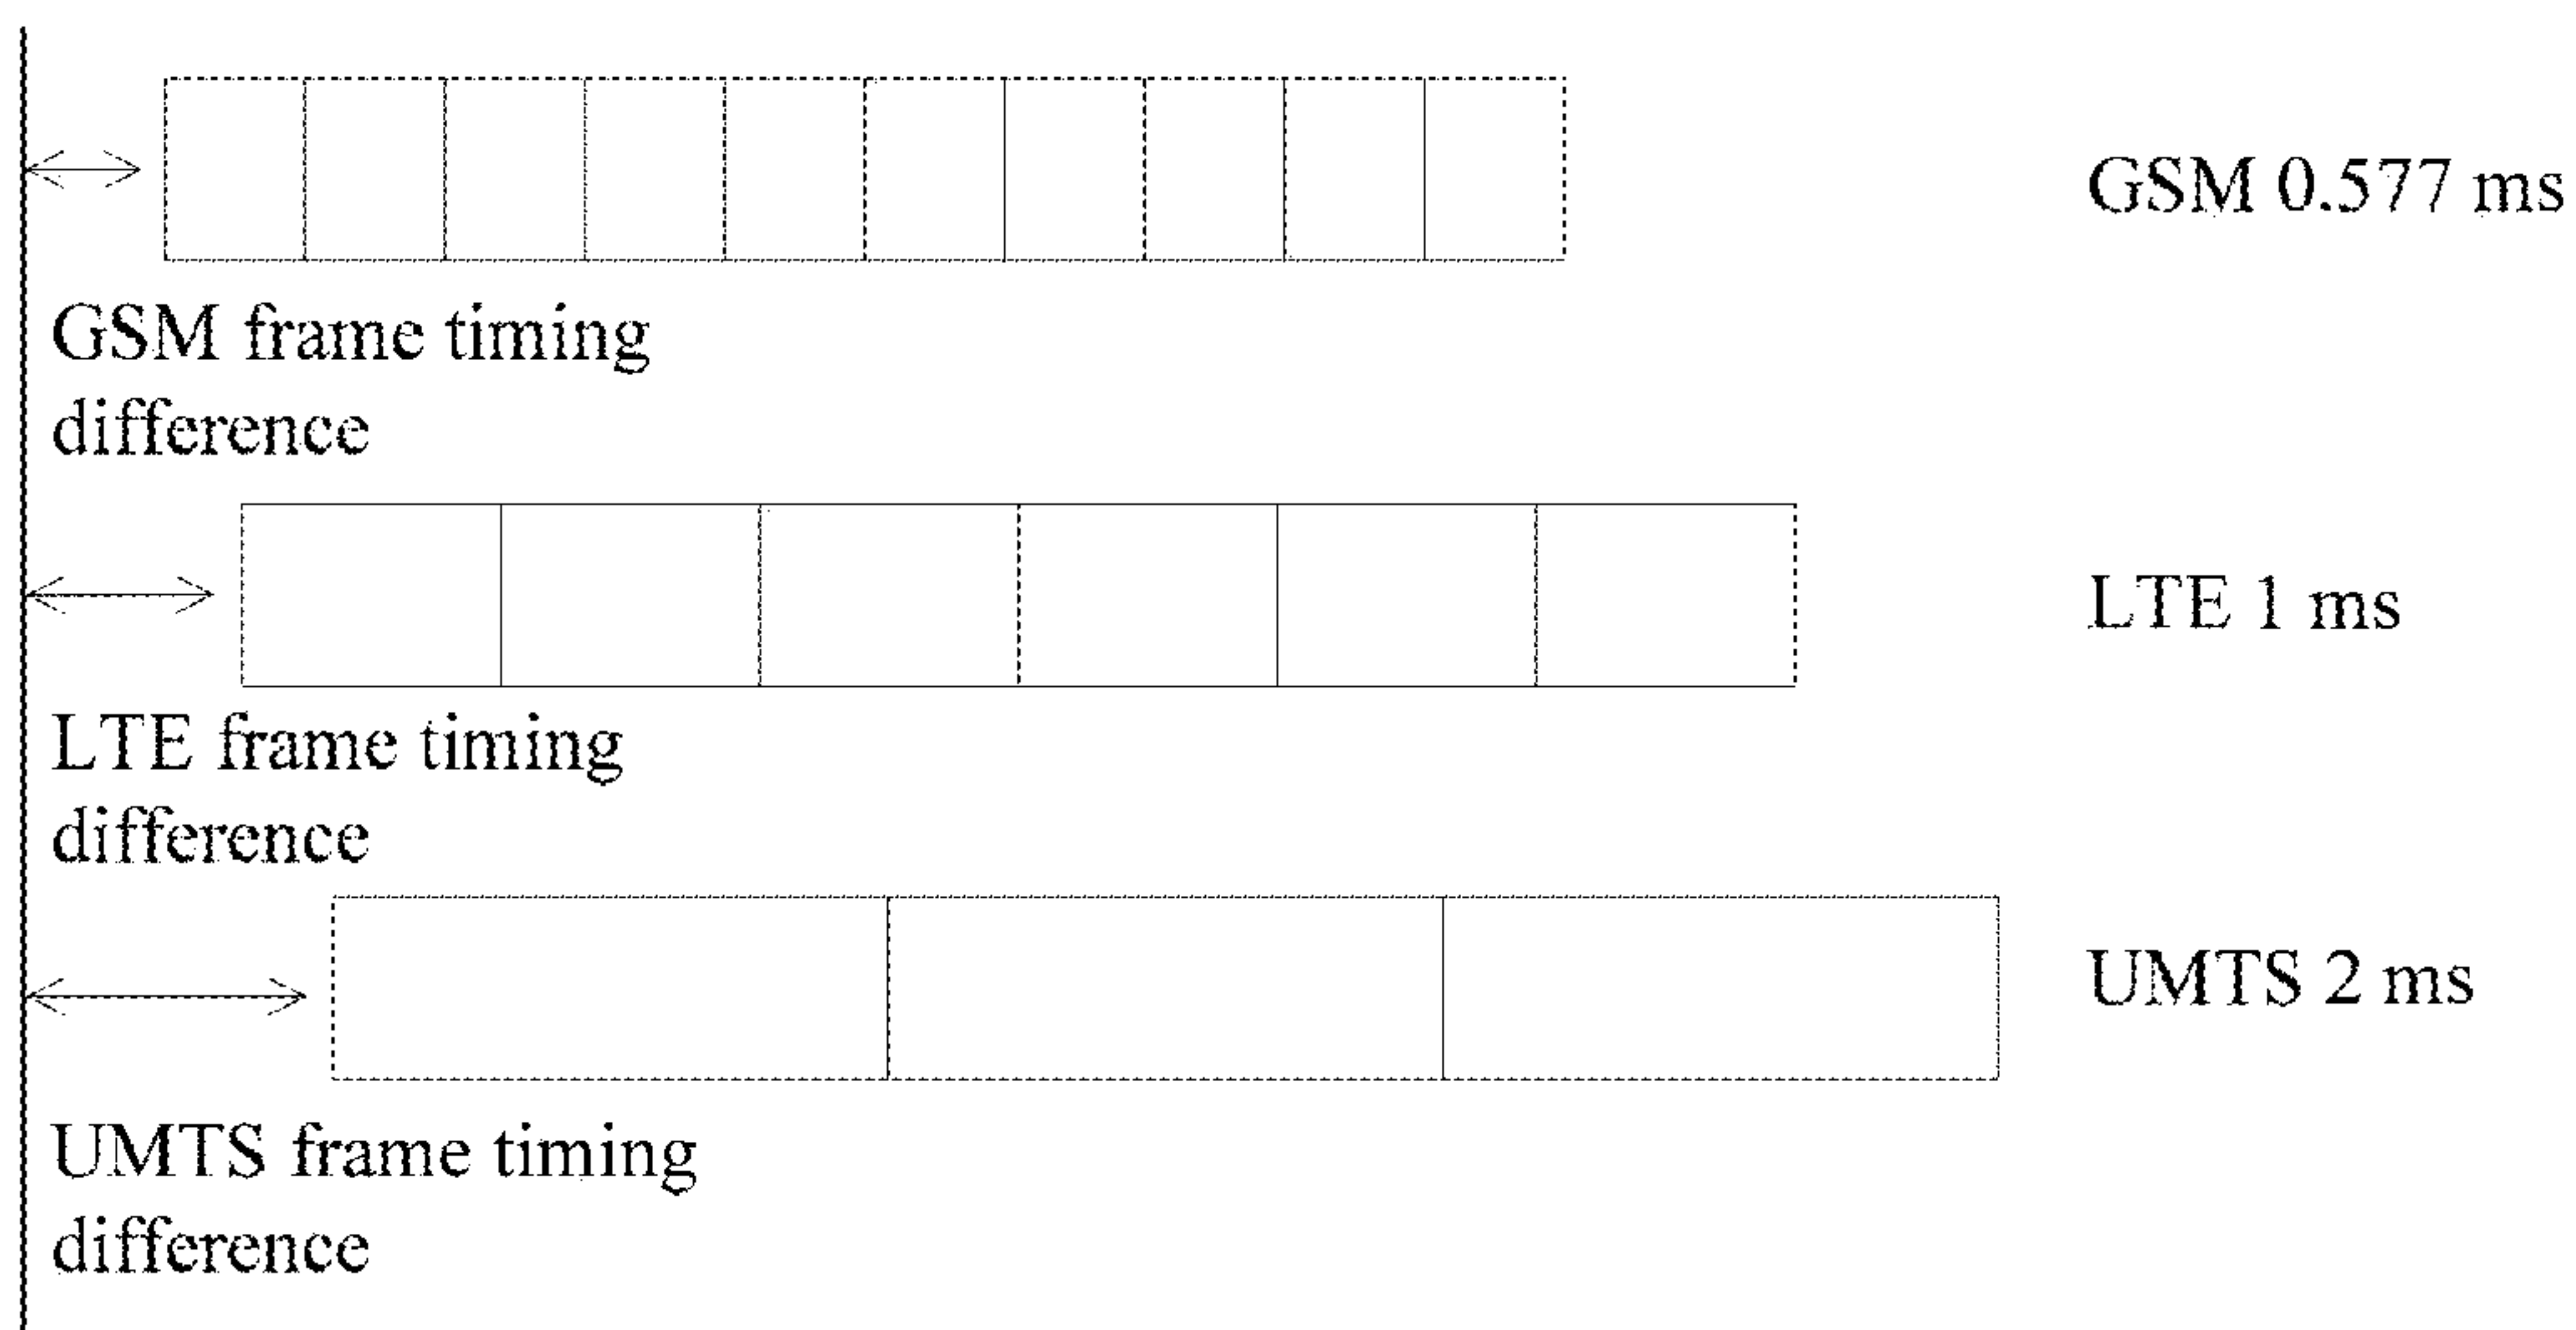 GSM 0.577 ms
GSM frame timing
difference
LTE 1 ms
LTE frame timing
difference
UMTS 2 ms
UMTS frame timing
difference